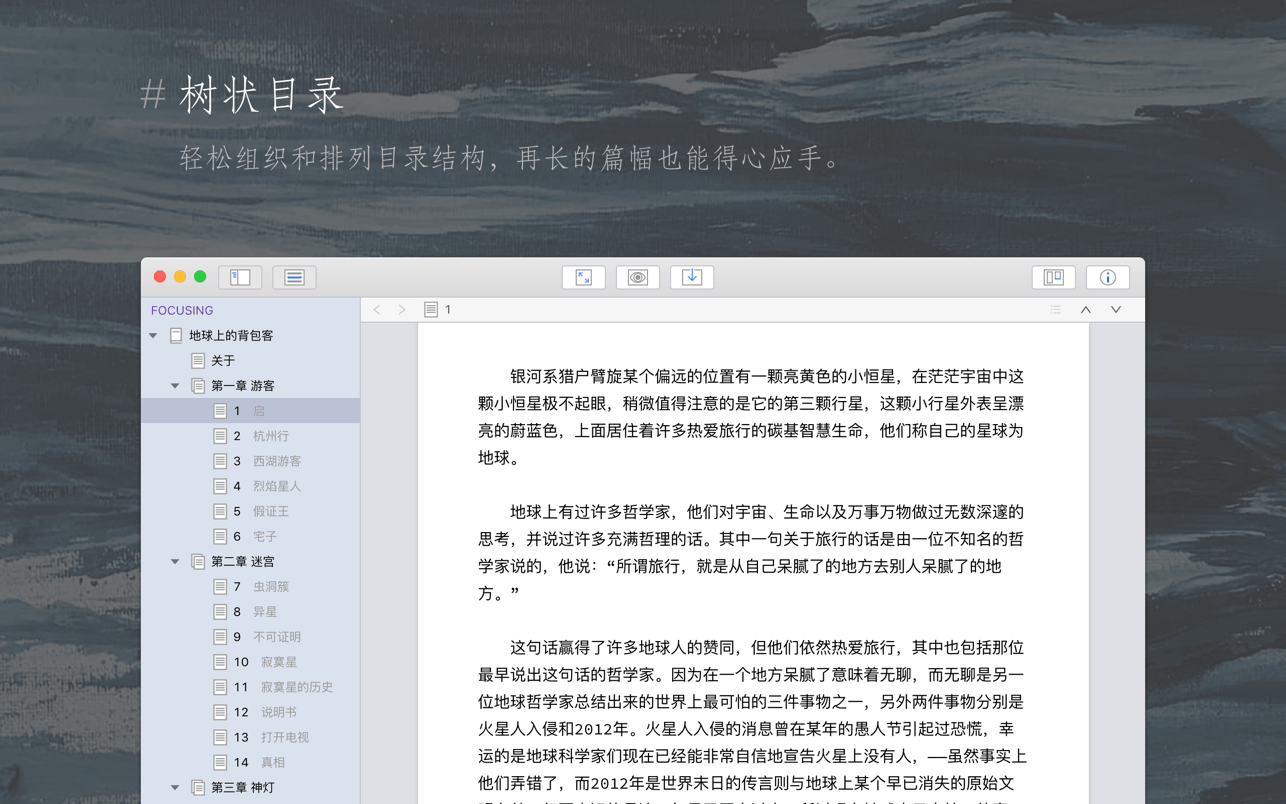 # 树状目录
轻松组织和排列目录结构，再长的篇幅也能得心应手。
FOCUSING
地球上的背包客
关于
第一章 游客
1 启
2 杭州行
3 西湖游客
4 烈焰星人
5 假证王
6 宅子
第二章 迷宫
7 虫洞簇
8 异星
9 不可证明
10 寂寞星
11 寂寞星的历史
12 说明书
13 打开电视
14 真相
第三章 神灯
1
银河系猎户臂旋某个偏远的位置有一颗亮黄色的小恒星，在茫茫宇宙中这
颗小恒星极不起眼，稍微值得注意的是它的第三颗行星，这颗小行星外表呈漂
亮的蔚蓝色，上面居住着许多热爱旅行的碳基智慧生命，他们称自己的星球为
地球。
地球上有过许多哲学家，他们对宇宙、生命以及万事万物做过无数深邃的
思考，并说过许多充满哲理的话。其中一句关于旅行的话是由一位不知名的哲
学家说的，他说：“所谓旅行，就是从自己呆腻了的地方去别人呆腻了的地
方。”
这句话赢得了许多地球人的赞同，但他们依然热爱旅行，其中也包括那位
最早说出这句话的哲学家。因为在一个地方呆腻了意味着无聊，而无聊是另一
位地球哲学家总结出来的世界上最可怕的三件事物之一，另外两件事物分别是
火星人入侵和2012年。火星人入侵的消息曾在某年的愚人节引起过恐慌，幸
运的是地球科学家们现在已经能非常自信地宣告火星上没有人，——虽然事实上
他们弄错了，而2012年是世界末日的传言则与地球上某个早已消失的原始文